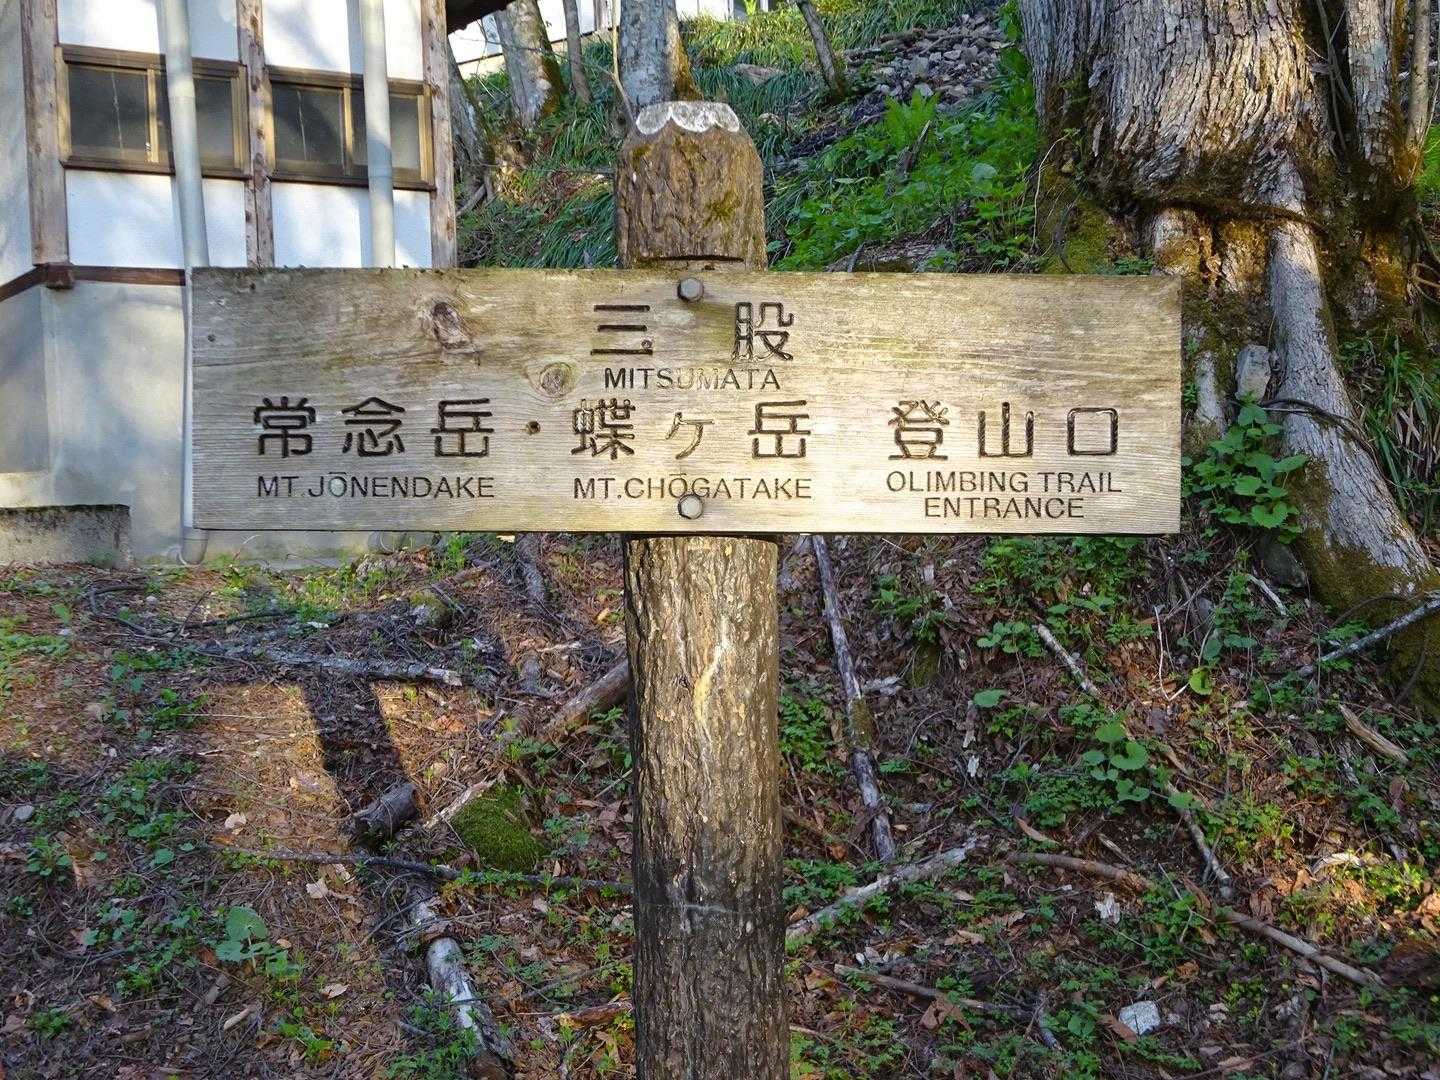 三股
MITSUMATA
常念岳・蝶ヶ岳 登山口
MT.JŌNENDAKE MT.CHŌGATAKE OLIMBING TRAIL
ENTRANCE